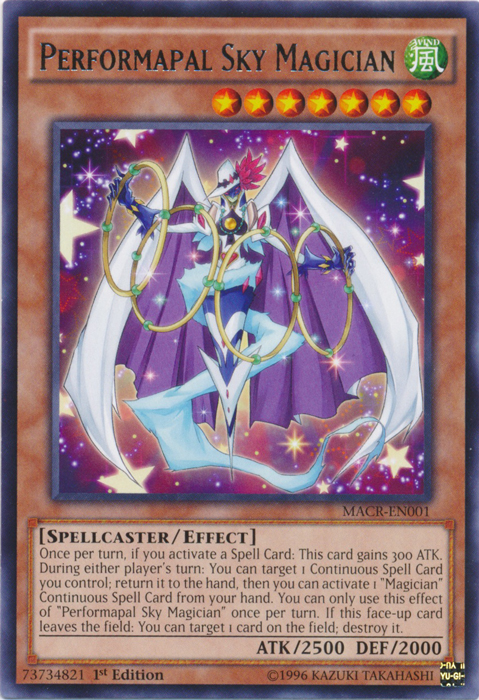 PERFORMAPAL SKY MAGICIAN
WIND
風
MACR-EN001
[SPELLCASTER/EFFECT]
Once per turn, if you activate a Spell Card: This card gains 300 ATK.
During either player's turn: You can target 1 Continuous Spell Card
you control; return it to the hand, then you can activate 1 "Magician"
Continuous Spell Card from your hand. You can only use this effect
of "Performapal Sky Magician" once per turn. If this face-up card
leaves the field: You can target 1 card on the field; destroy it.
ATK/2500 DEF/2000
73734821 1st Edition ©1996 KAZUKI TAKAHASHI
YU-GI-